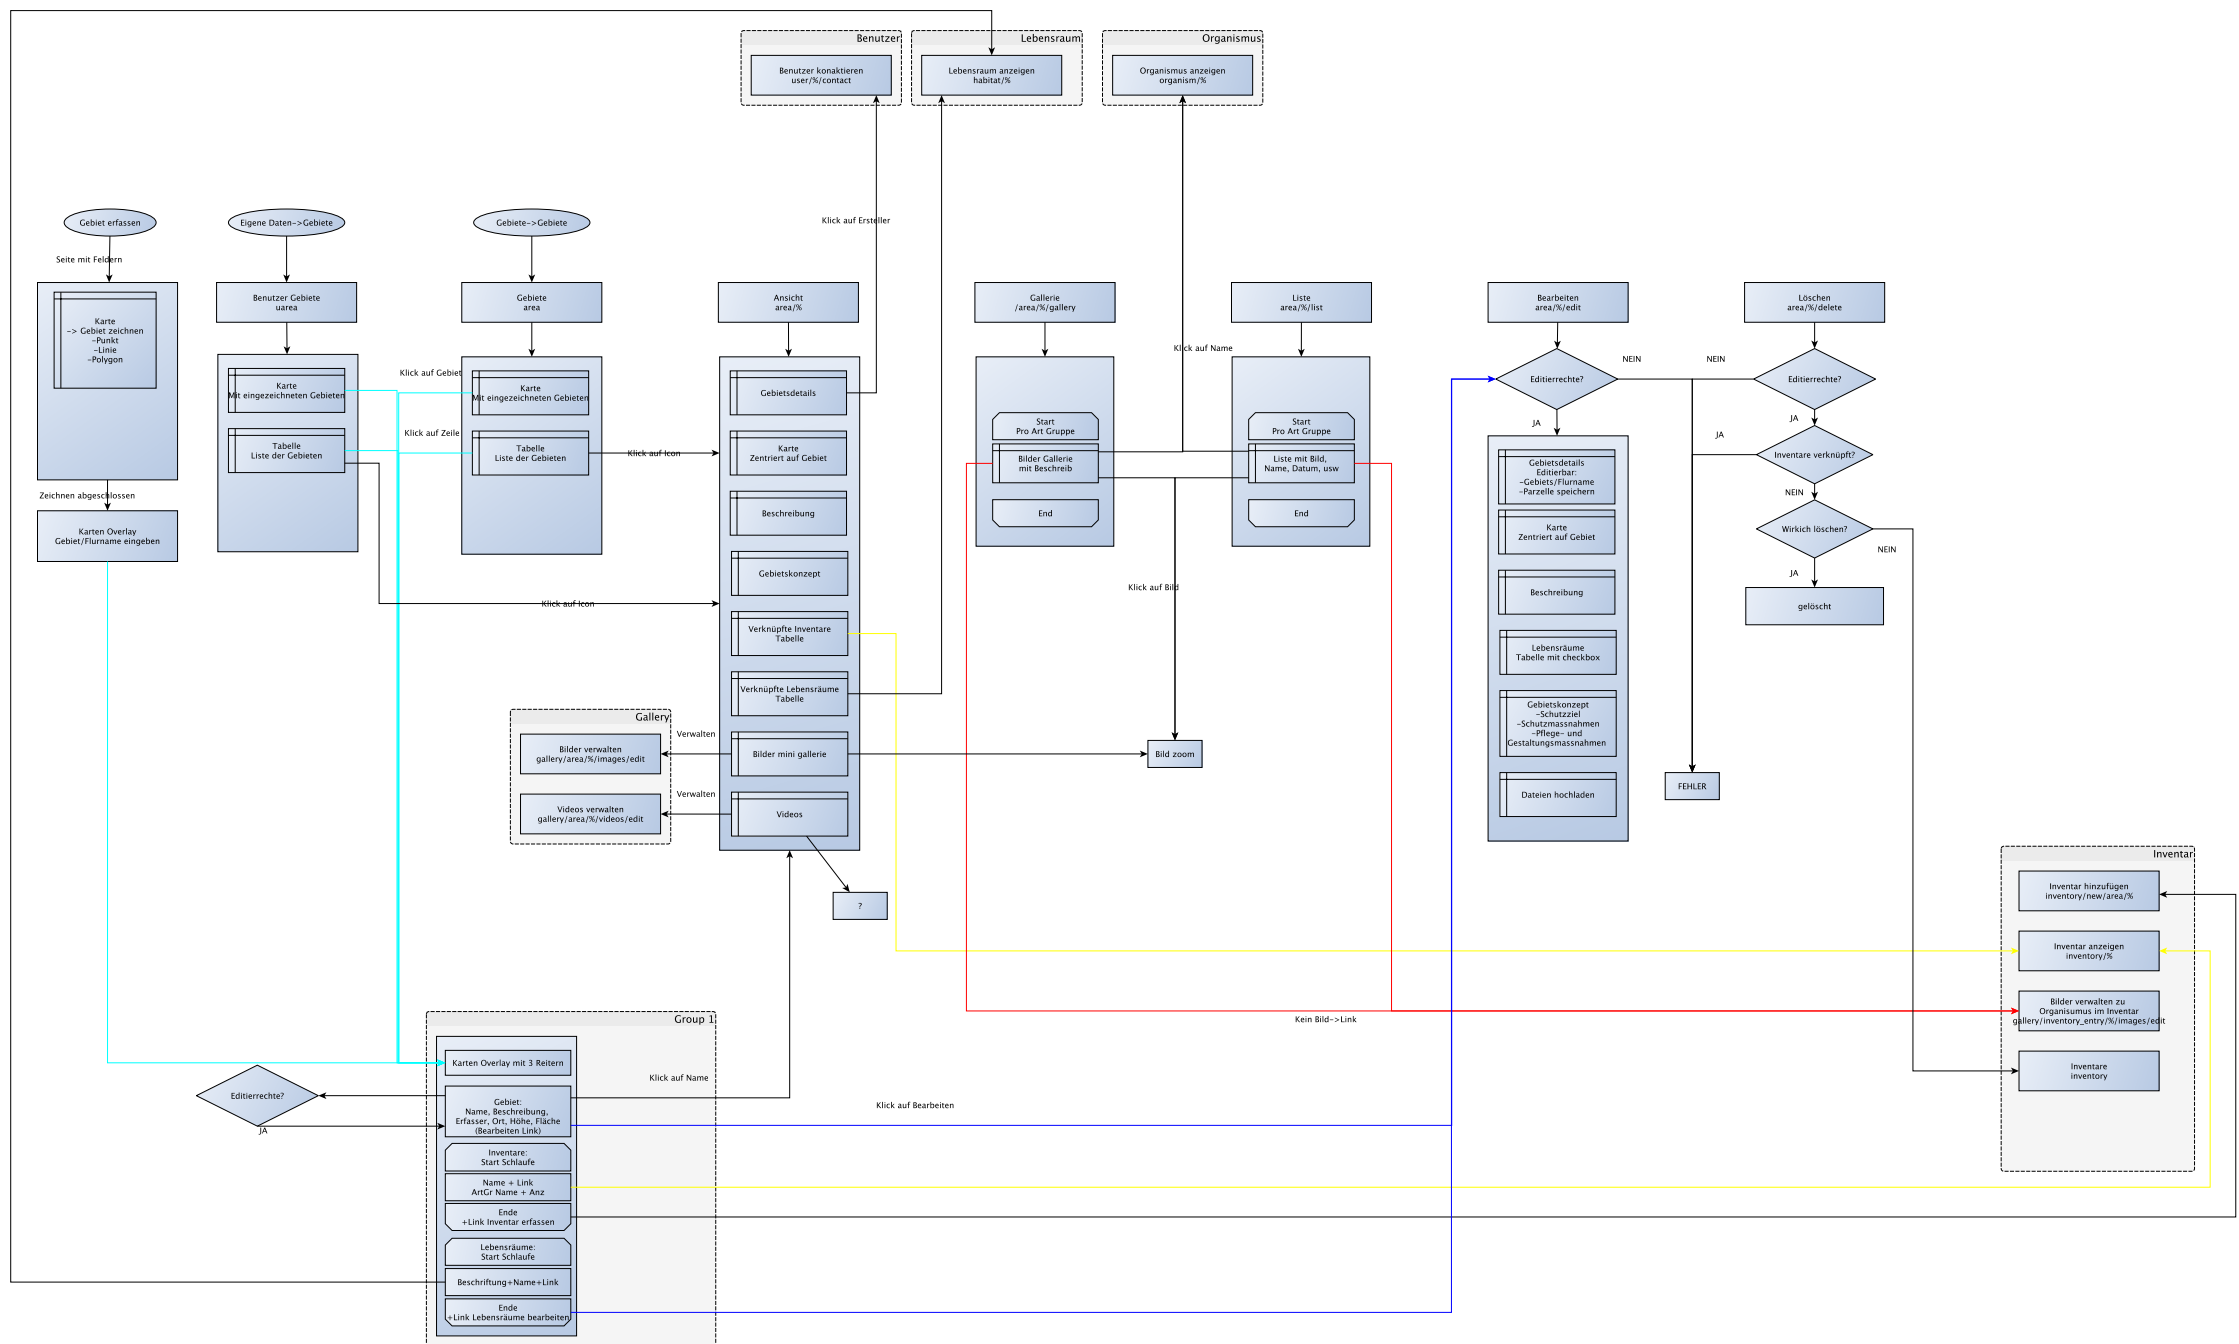 Benutzer
Benutzer konaktieren
user/%/contact
Lebensraum
Lebensraum anzeigen
habitat/%
Organismus
Organismus anzeigen
organism/%
Gebiet erfassen
Seite mit Feldern
Karte
-> Gebiet zeichnen
-Punkt
-Linie
-Polygon
Zeichnen abgeschlossen
Karten Overlay
Gebiet/Flurname eingeben
Eigene Daten->Gebiete
Benutzer Gebiete
uarea
Karte
Mit eingezeichneten Gebieten
Tabelle
Liste der Gebieten
Klick auf Gebiet
Klick auf Zeile
Gebiete->Gebiete
Gebiete
area
Karte
Mit eingezeichneten Gebieten
Tabelle
Liste der Gebieten
Klick auf Icon
Klick auf Icon
Klick auf Ersteller
Ansicht
area/%
Gebietsdetails
Karte
Zentriert auf Gebiet
Beschreibung
Gebietskonzept
Verknüpfte Inventare
Tabelle
Verknüpfte Lebensräume
Tabelle
Bilder mini gallerie
Videos
?
Gallery
Bilder verwalten
gallery/area/%/images/edit
Videos verwalten
gallery/area/%/videos/edit
Verwalten
Verwalten
Gallerie
/area/%/gallery
Start
Pro Art Gruppe
Bilder Gallerie
mit Beschreib
End
Klick auf Name
Liste
area/%/list
Start
Pro Art Gruppe
Liste mit Bild,
Name, Datum, usw
End
Klick auf Bild
Bild zoom
Bearbeiten
area/%/edit
Editierrechte?
NEIN
JA
Gebietsdetails
Editierbar:
-Gebiets/Flurname
-Parzelle speichern
Karte
Zentriert auf Gebiet
Beschreibung
Lebensräume
Tabelle mit checkbox
Gebietskonzept
-Schutzziel
-Schutzmassnahmen
-Pflege- und
Gestaltungsmassnahmen
Dateien hochladen
Löschen
area/%/delete
Editierrechte?
NEIN
JA
Inventare verknüpft?
JA
NEIN
Wirkich löschen?
NEIN
JA
gelöscht
FEHLER
Inventar
Inventar hinzufügen
inventory/new/area/%
Inventar anzeigen
inventory/%
Bilder verwalten zu
Organisumus im Inventar
gallery/inventory_entry/%/images/edit
Inventare
inventory
Kein Bild->Link
Group 1
Karten Overlay mit 3 Reitern
Klick auf Name
Editierrechte?
JA
Gebiet:
Name, Beschreibung,
Erfasser, Ort, Höhe, Fläche
(Bearbeiten Link)
Klick auf Bearbeiten
Inventare:
Start Schlaufe
Name + Link
ArtGr Name + Anz
Ende
+Link Inventar erfassen
Lebensräume:
Start Schlaufe
Beschriftung+Name+Link
Ende
+Link Lebensräume bearbeiten